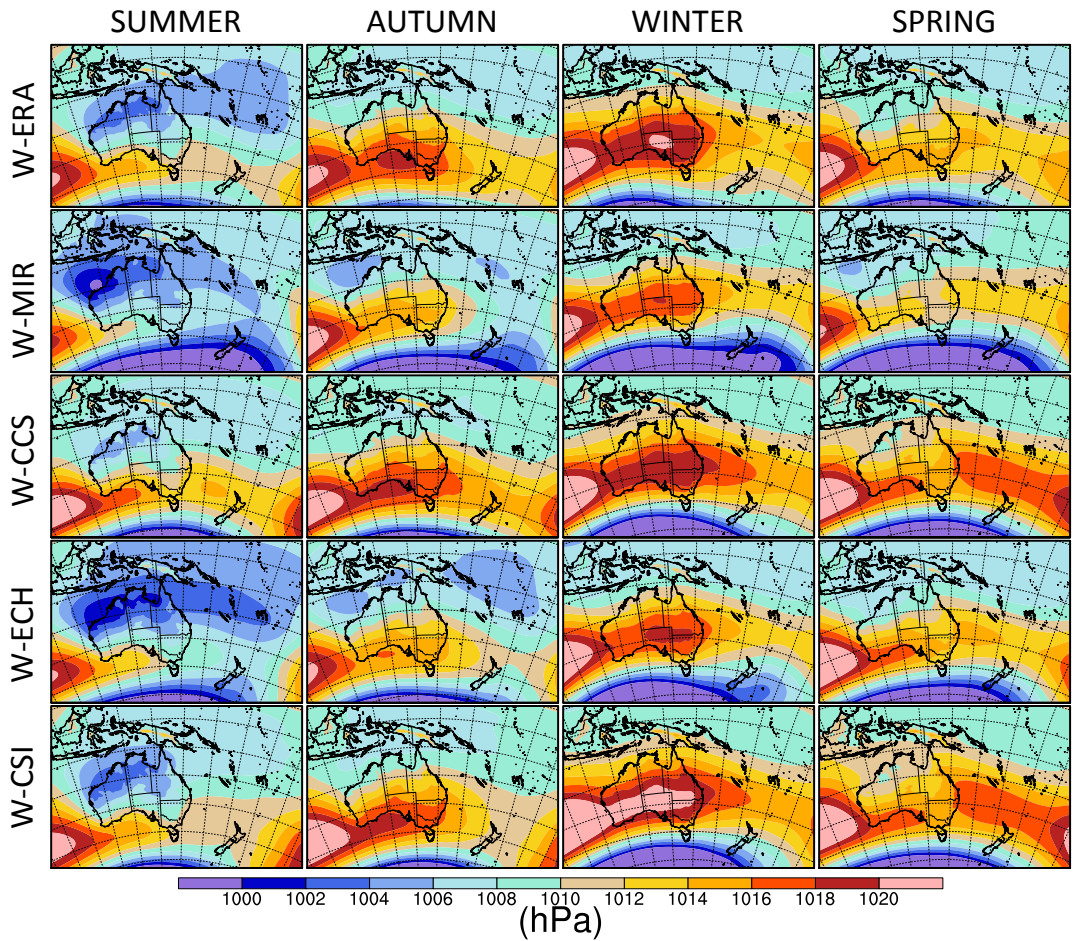 SUMMER AUTUMN WINTER SPRING
W-ERA
W-MIR
W-CCS
W-ECH
W-CSI
1000 1002 1004 1006 1008 1010 1012 1014 1016 1018 1020
(hPa)